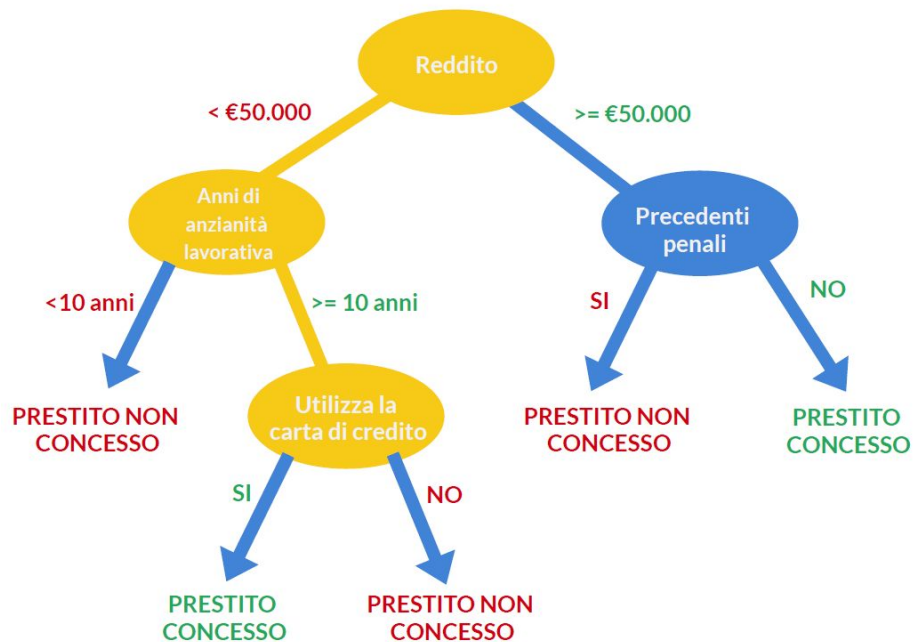 Reddito
< €50.000
>= €50.000
Anni di
anzianità
lavorativa
Precedenti
penali
<10 anni
>= 10 anni
SI
NO
PRESTITO NON
CONCESSO
Utilizza la
carta di credito
PRESTITO NON
CONCESSO
PRESTITO
CONCESSO
SI
NO
PRESTITO
CONCESSO
PRESTITO NON
CONCESSO